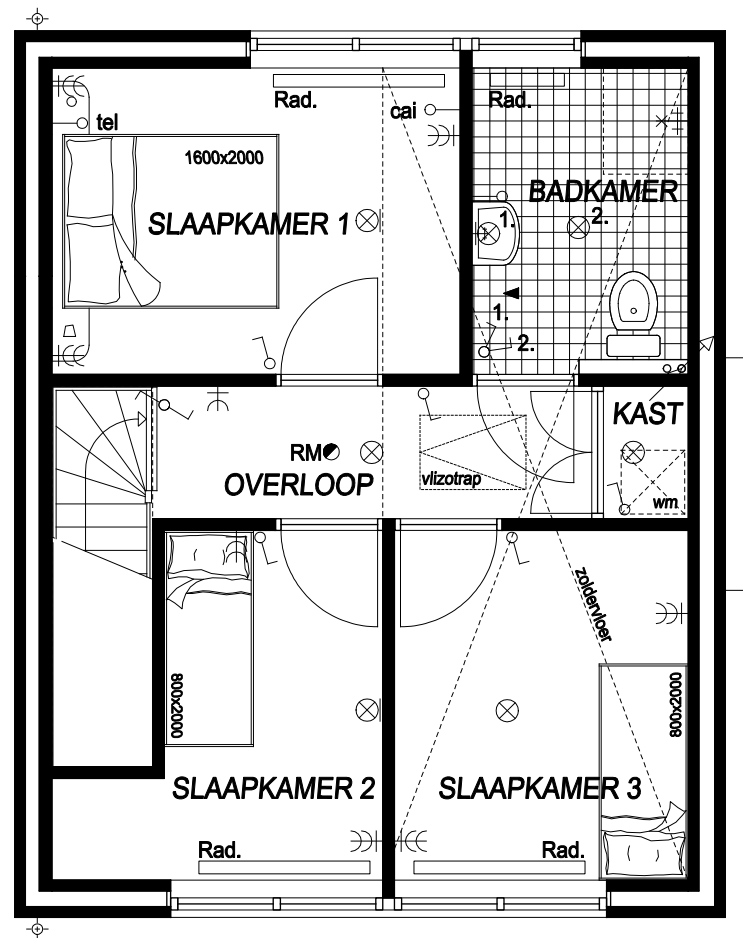 Rad.
Rad.
cai
tel
1600x2000
BADKAMER
SLAAPKAMER 1
1.
2.
1.
2.
KAST
RM
OVERLOOP
vlizotrap
wm
zoldervloer
800x2000
800x2000
SLAAPKAMER 2
SLAAPKAMER 3
Rad.
Rad.